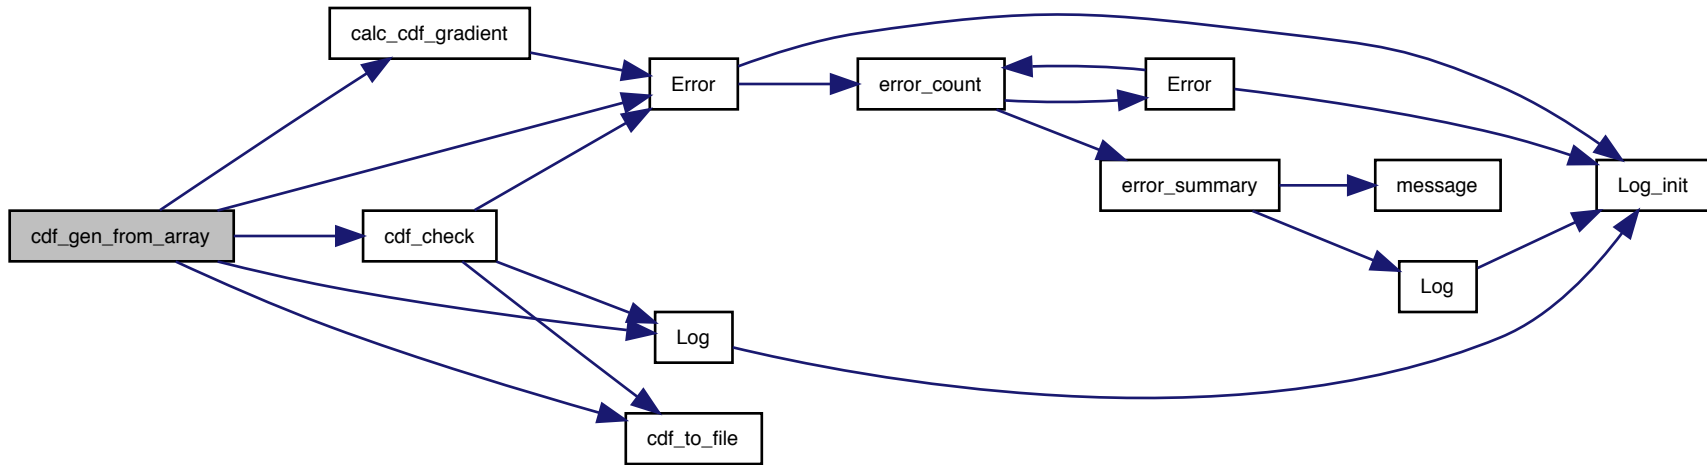 calc_cdf_gradient
Error
error_count
Error
error_summary
message
Log_init
cdf_gen_from_array
cdf_check
Log
Log
cdf_to_file